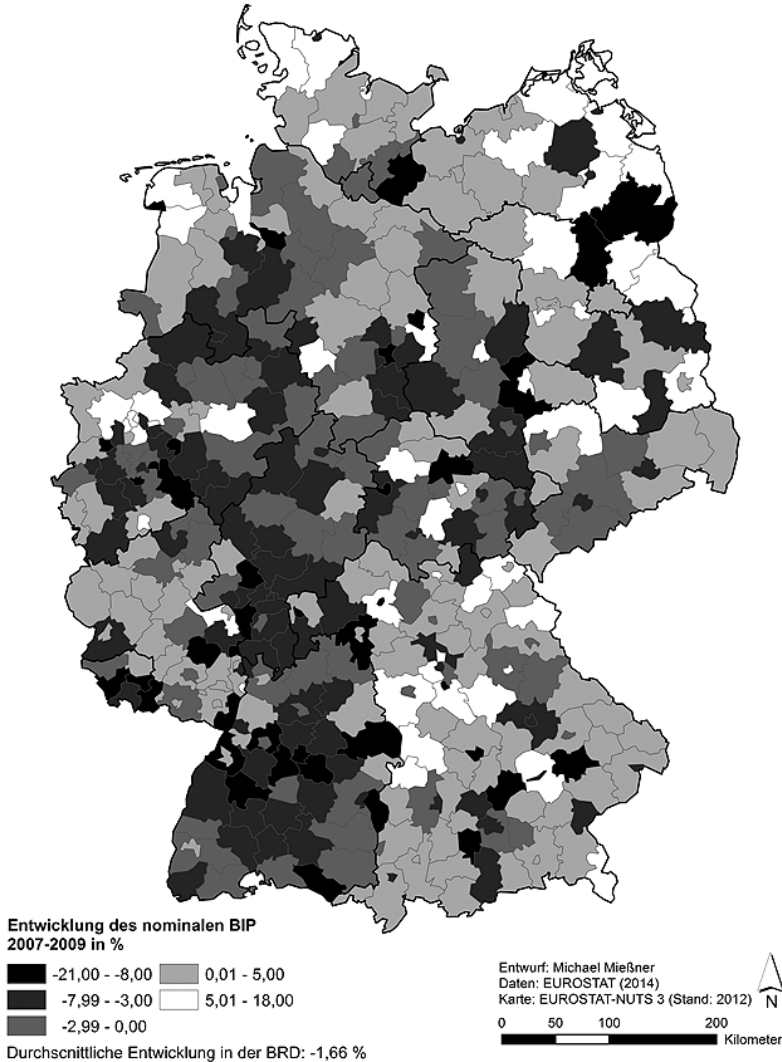 Entwicklung des nominalen BIP
2007-2009 in %
-21,00 - -8,00
0,01 - 5,00
-7,99 - -3,00
5,01 - 18,00
-2,99 - 0,00
Durchschnittliche Entwicklung in der BRD: -1,66 %
Entwurf: Michael Mießner
Daten: EUROSTAT (2014)
Karte: EUROSTAT-NUTS 3 (Stand: 2012)
N
0 50 100 200
Kilometer